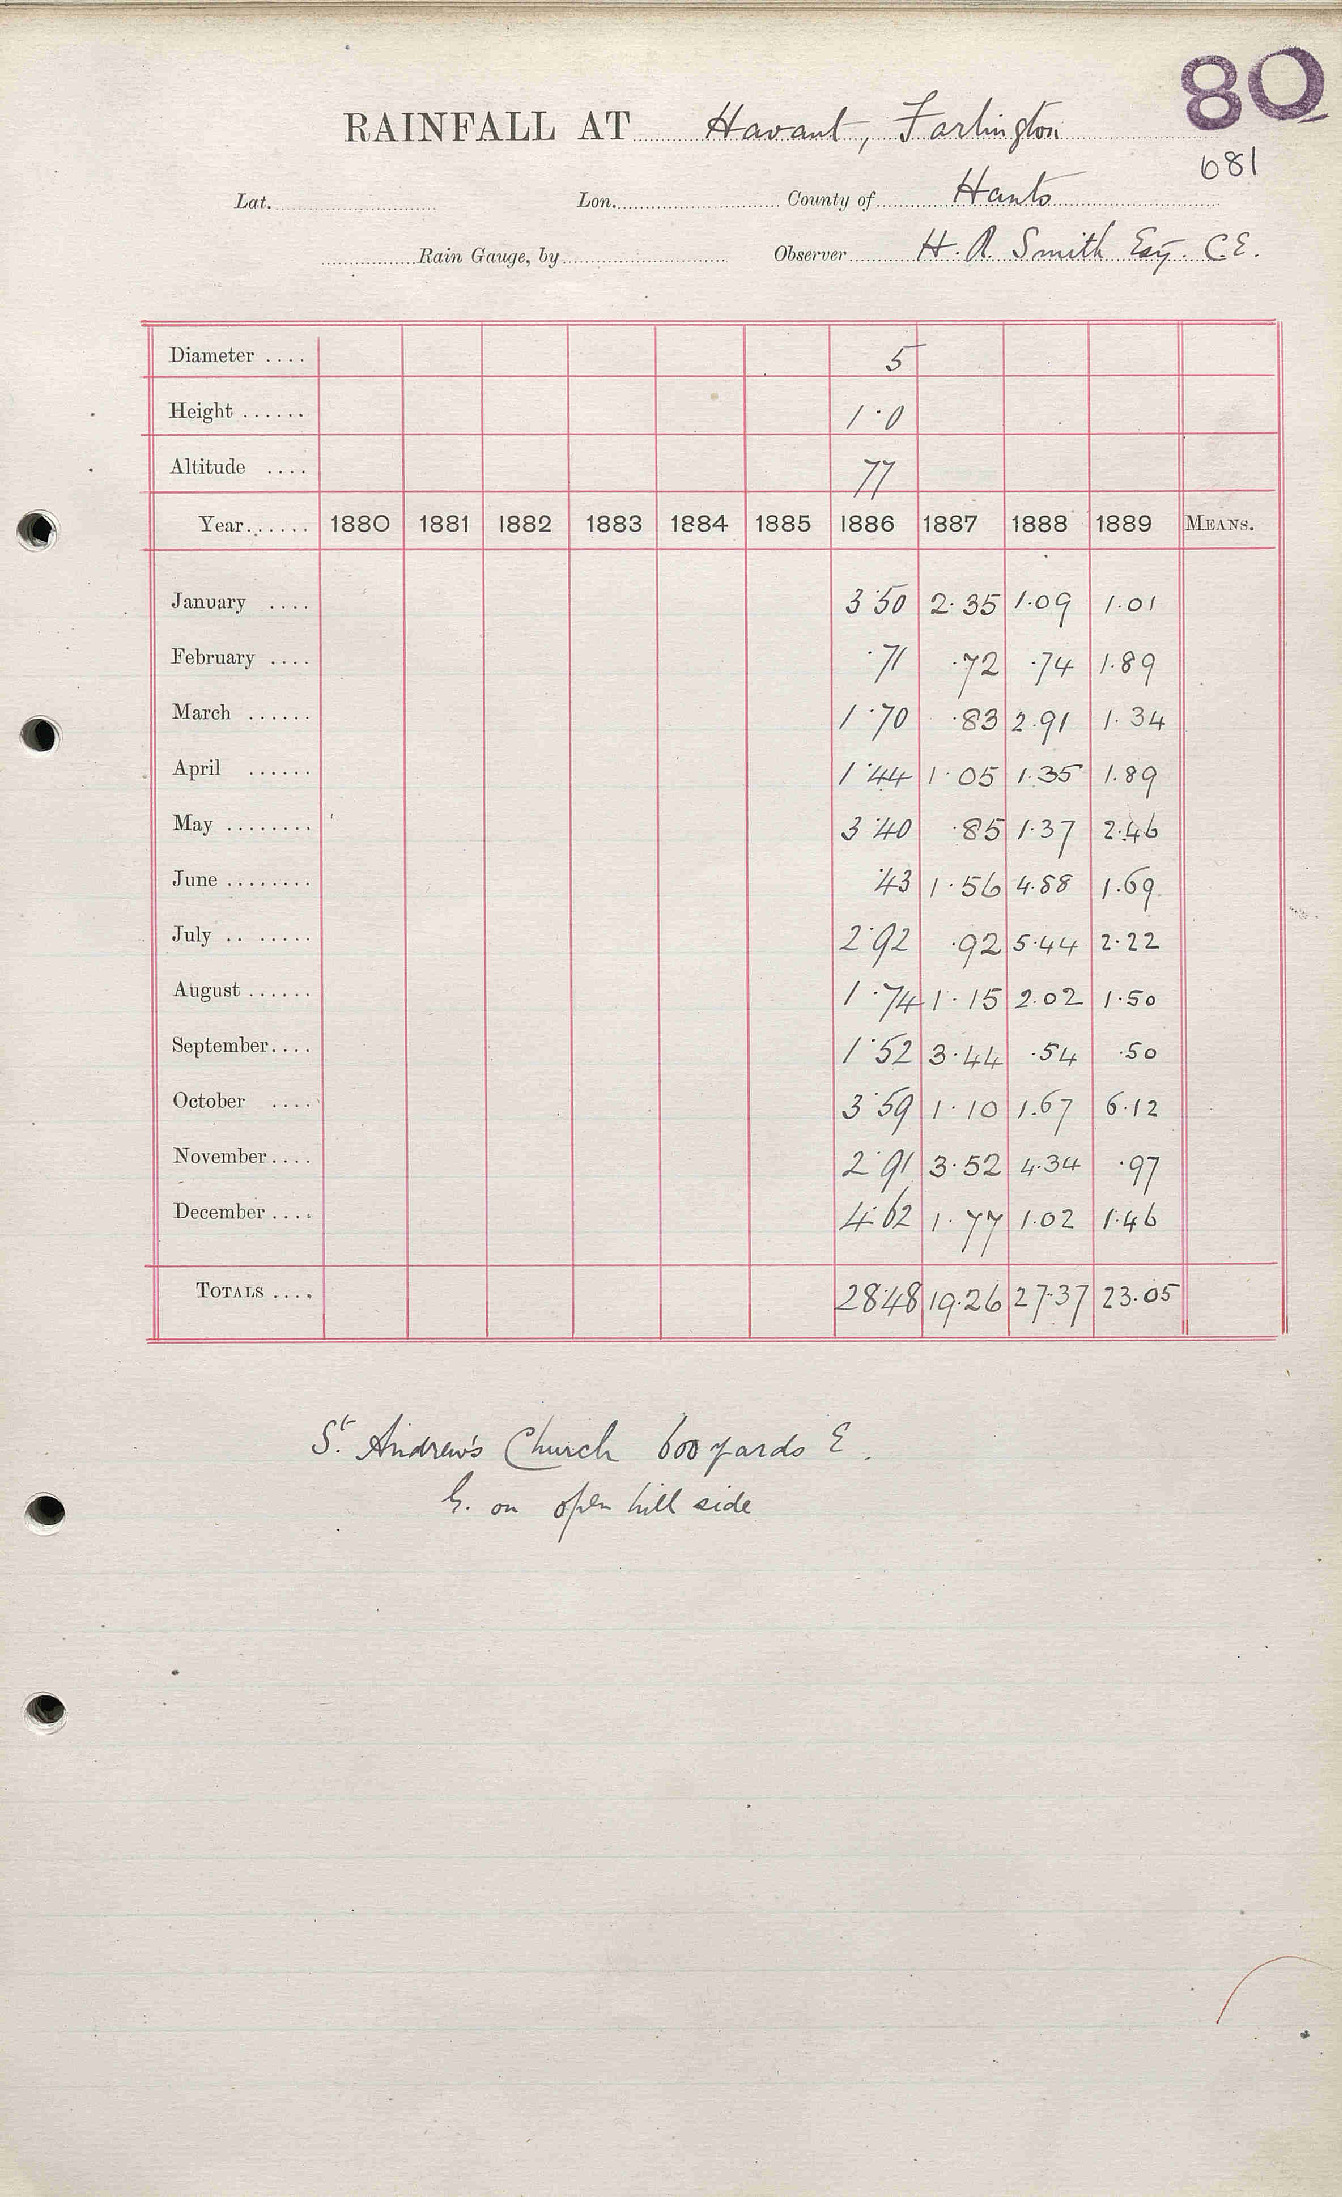 80
RAINFALL AT Havant, Farlington
681
Lat. Lon. County of Hants
Rain Gauge, by Observer H. R. Smith Esq. C.E.
Diameter .... 5
Height ...... 1·0
Altitude .... 77
Year...... 1880 1881 1882 1883 1884 1885 1886 1887 1888 1889 MEANS.
January .... 3·50 2·35 1·09 1·01
February .... ·71 ·72 ·74 1·89
March ...... 1·70 ·83 2·91 1·34
April ...... 1·44 1·05 1·35 1·89
May ........ 3·40 ·85 1·37 2·46
June ........ ·43 1·56 4·88 1·69
July .. ...... 2·92 ·92 5·44 2·22
August ...... 1·74 1·15 2·02 1·50
September.... 1·52 3·44 ·54 ·50
October .... 3·59 1·10 1·67 6·12
November.... 2·91 3·52 4·34 ·97
December .... 4·62 1·77 1·02 1·46
TOTALS .... 28·48 19·26 27·37 23·05
St. Andrew's Church 600 yards E.
G. on open hill side